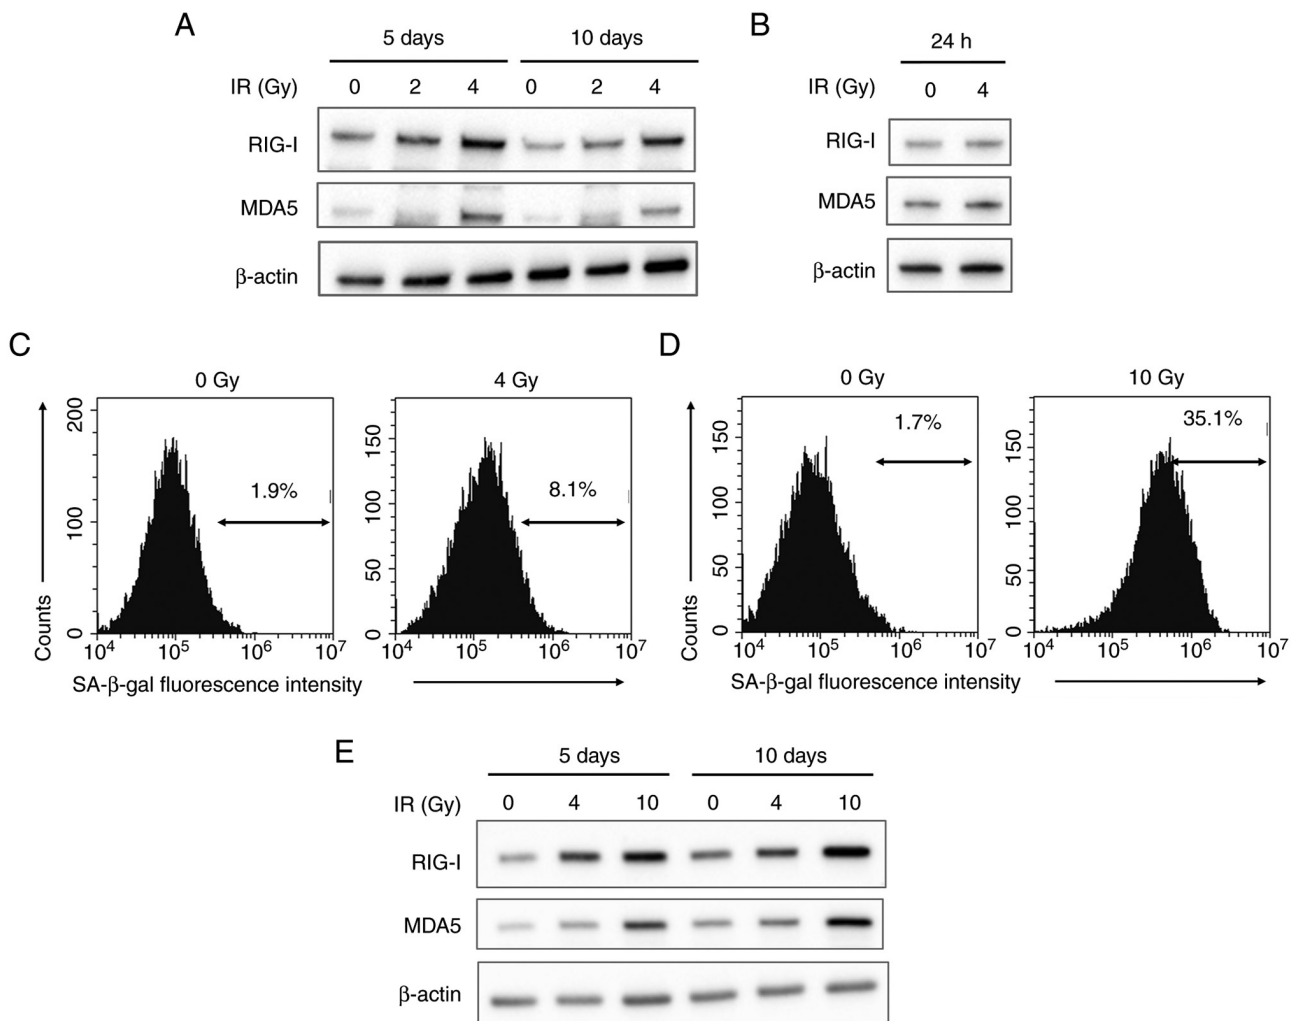 A
5 days 10 days
IR (Gy) 0 2 4 0 2 4
RIG-I
MDA5
β-actin
B
24 h
IR (Gy) 0 4
RIG-I
MDA5
β-actin
C
0 Gy 4 Gy
Counts
200
100
0
1.9%
10⁴ 10⁵ 10⁶ 10⁷
150
100
50
0
8.1%
10⁴ 10⁵ 10⁶ 10⁷
SA-β-gal fluorescence intensity
D
0 Gy 10 Gy
Counts
150
100
50
0
1.7%
10⁴ 10⁵ 10⁶ 10⁷
150
100
50
0
35.1%
10⁴ 10⁵ 10⁶ 10⁷
SA-β-gal fluorescence intensity
E
5 days 10 days
IR (Gy) 0 4 10 0 4 10
RIG-I
MDA5
β-actin